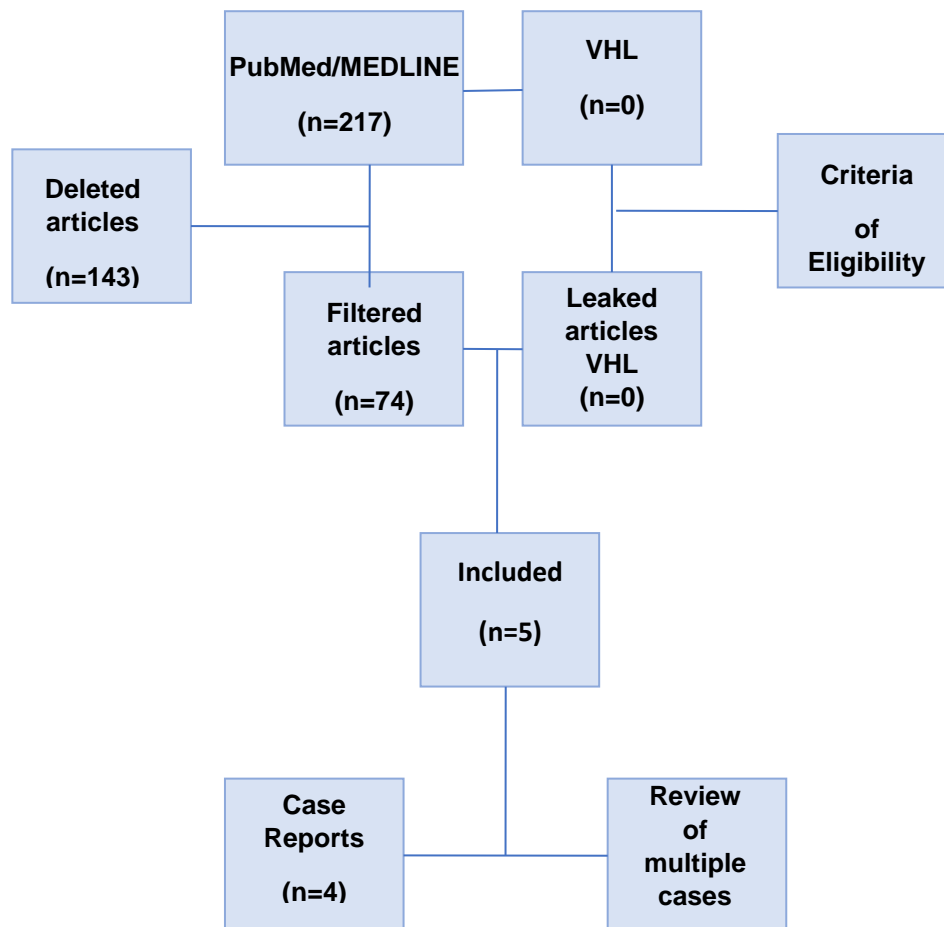 PubMed/MEDLINE
(n=217)
VHL
(n=0)
Deleted
articles
(n=143)
Criteria
of
Eligibility
Filtered
articles
(n=74)
Leaked
articles
VHL
(n=0)
Included
(n=5)
Case
Reports
(n=4)
Review
of
multiple
cases